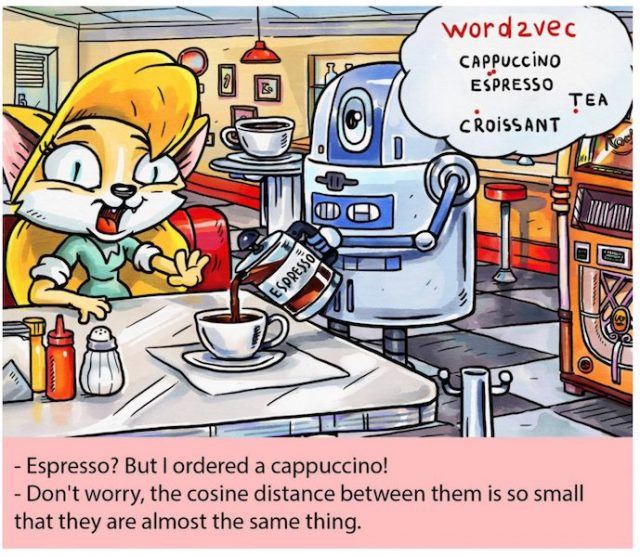 word2vec
CAPPUCCINO
ESPRESSO
TEA
CROISSANT
ESPRESSO
- Espresso? But I ordered a cappuccino!
- Don't worry, the cosine distance between them is so small
that they are almost the same thing.